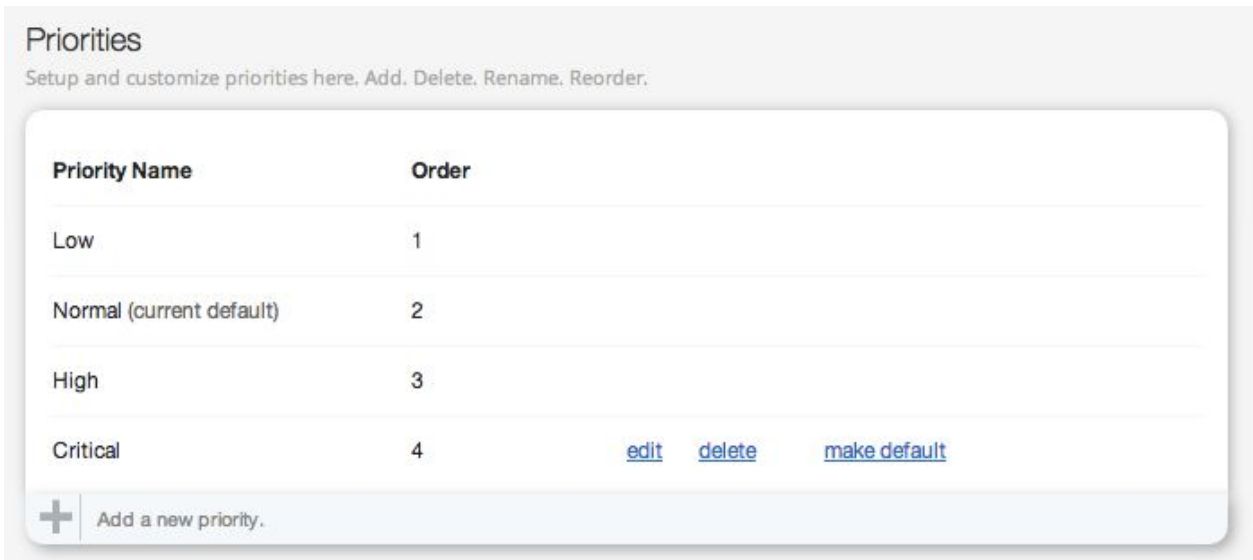 Priorities
Setup and customize priorities here. Add. Delete. Rename. Reorder.
Priority Name Order
Low 1
Normal (current default) 2
High 3
Critical 4 edit delete make default
Add a new priority.